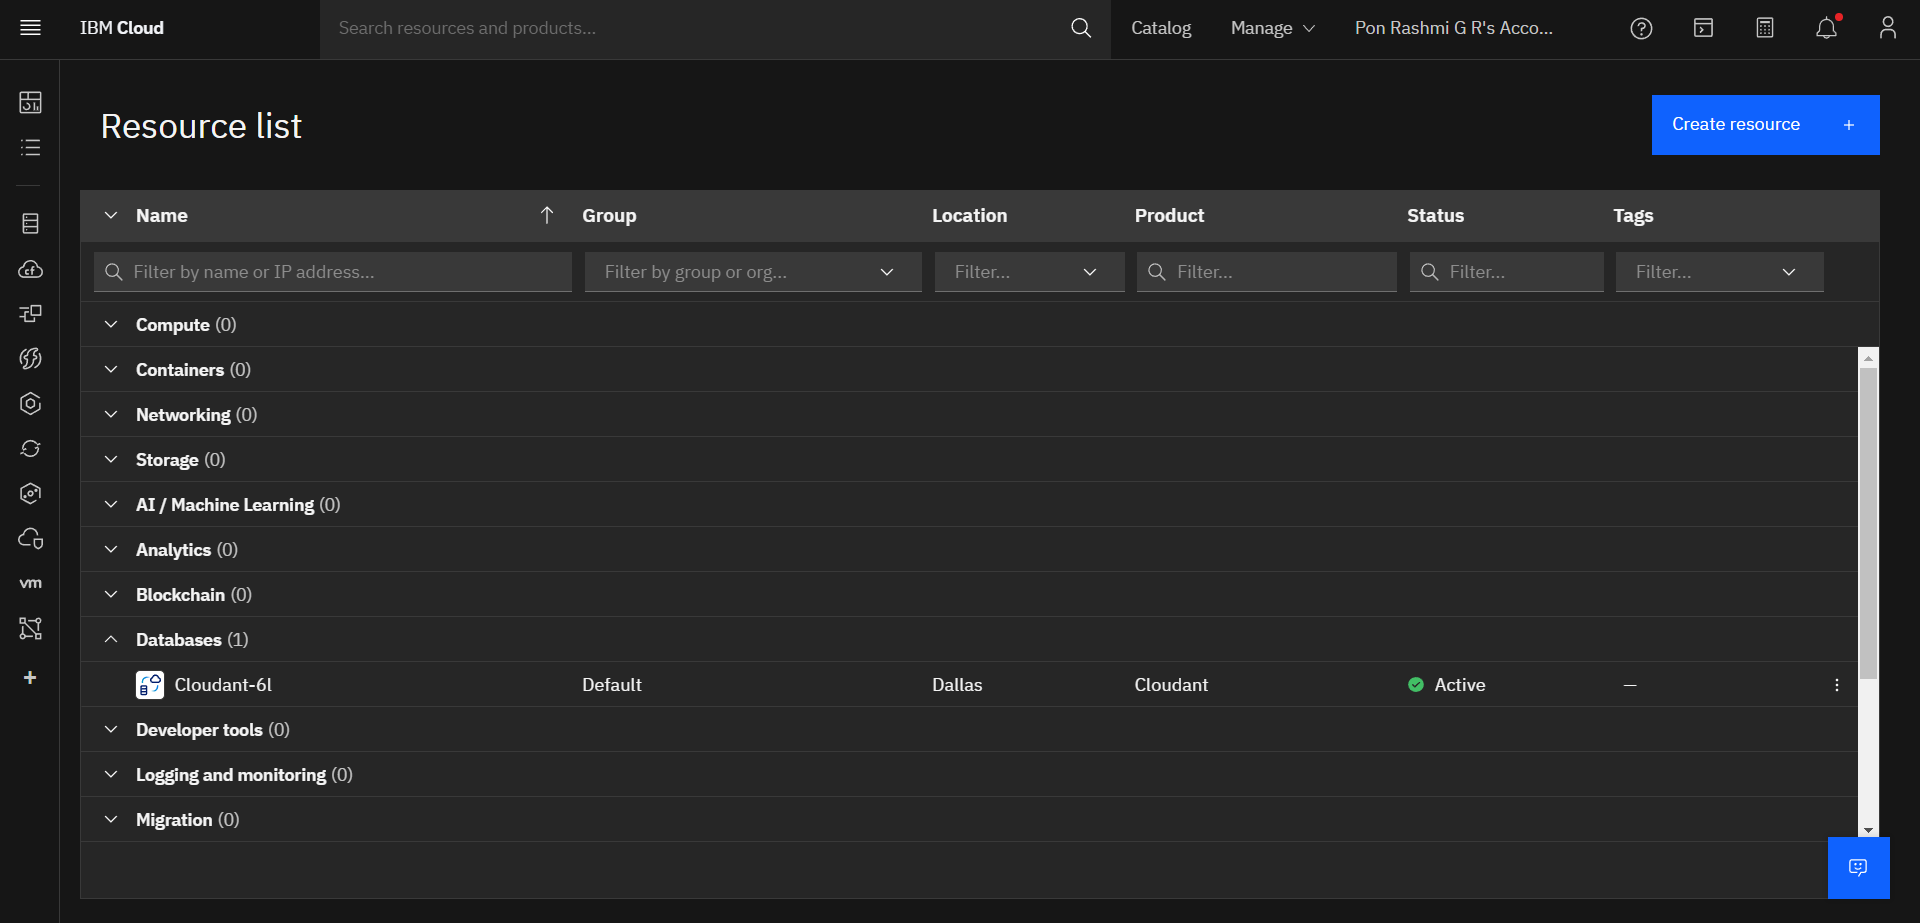 IBM Cloud
Search resources and products...
Catalog
Manage
Pon Rashmi G R's Acco...
Resource list
Create resource +
Name Group Location Product Status Tags
Filter by name or IP address... Filter by group or org... Filter... Filter... Filter... Filter...
Compute (0)
Containers (0)
Networking (0)
Storage (0)
AI / Machine Learning (0)
Analytics (0)
Blockchain (0)
Databases (1)
Cloudant-6l Default Dallas Cloudant Active —
Developer tools (0)
Logging and monitoring (0)
Migration (0)
cf
vm